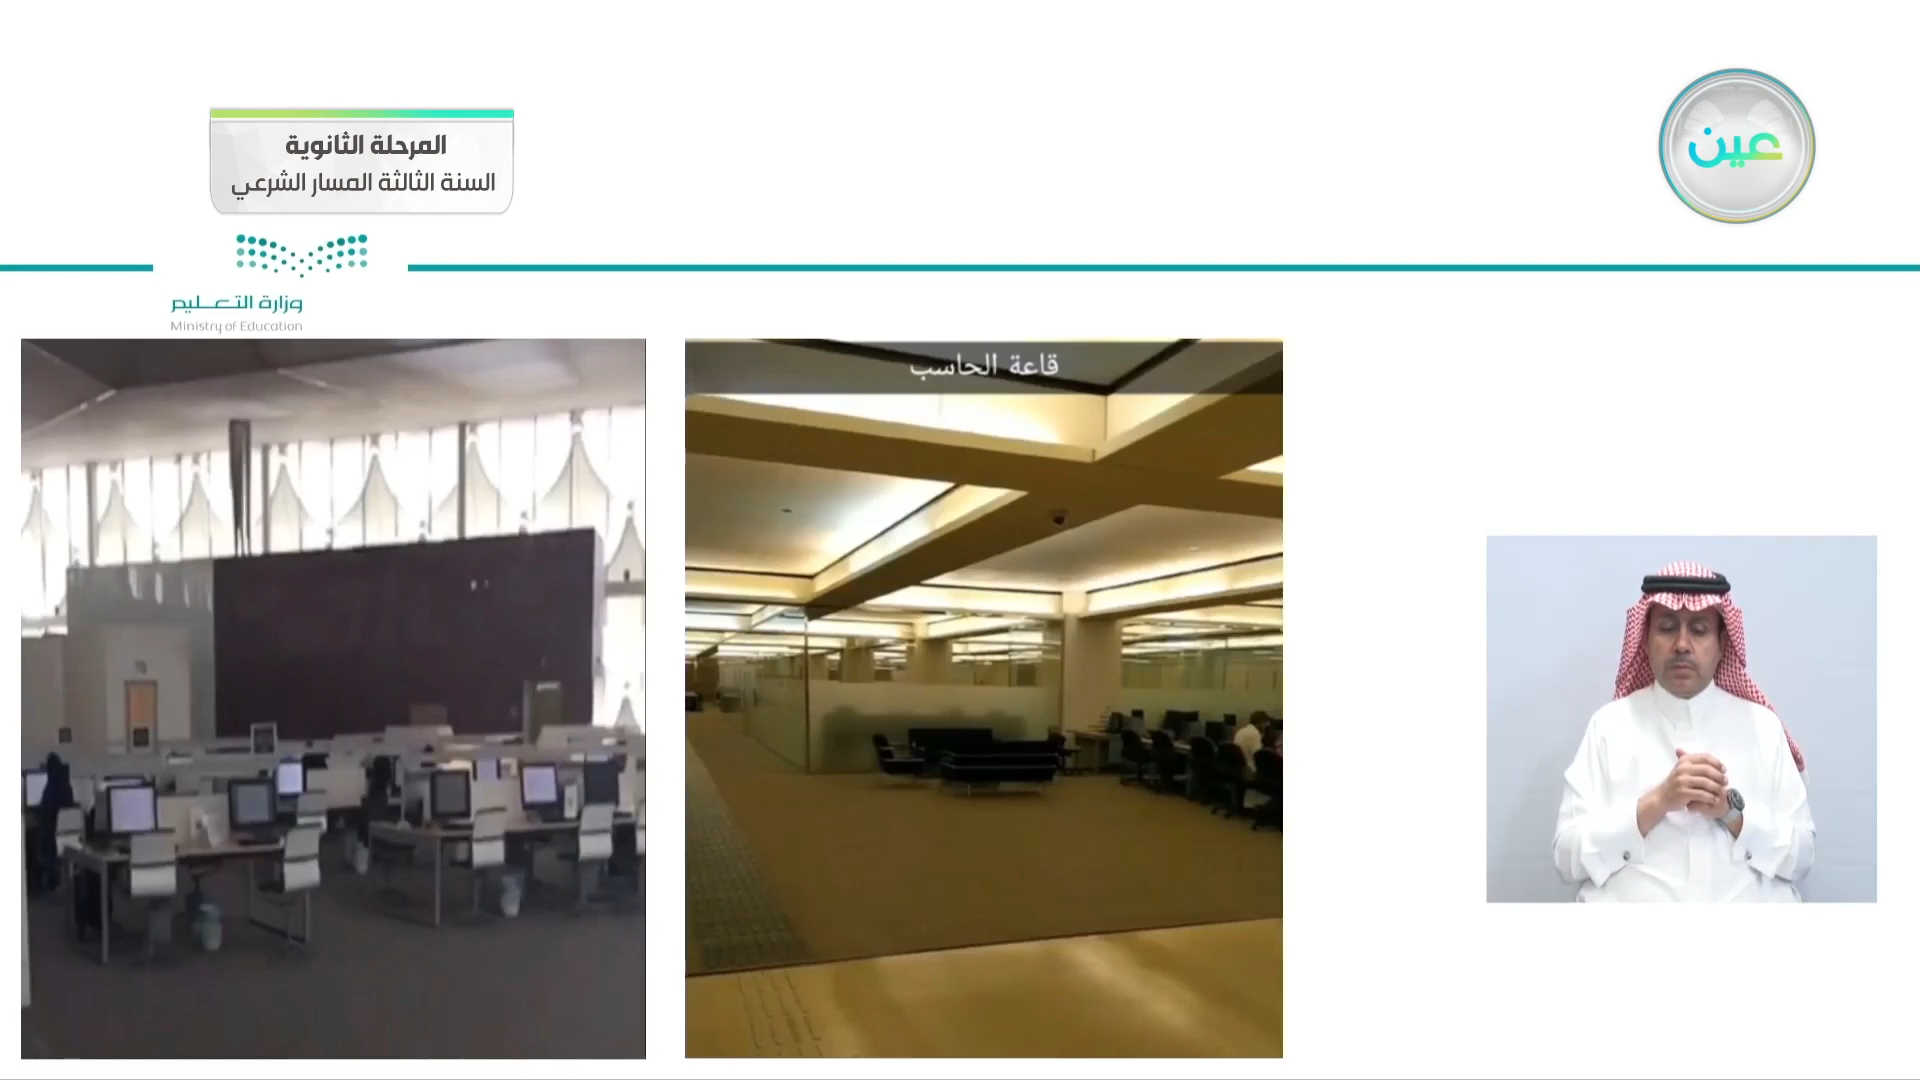 المرحلة الثانوية
السنة الثالثة المسار الشرعي
عين
وزارة التعليم
Ministry of Education
قاعة الحاسب